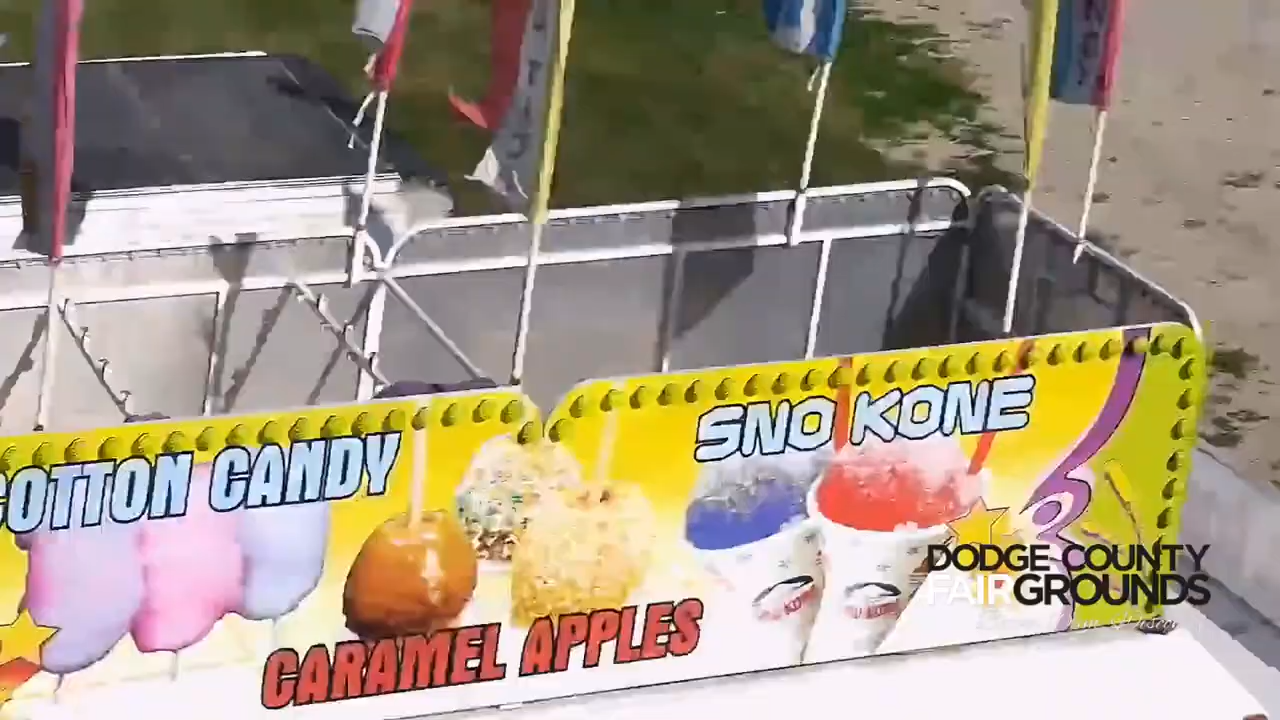 COTTON CANDY
SNO KONE
CARAMEL APPLES
DODGE COUNTY
FAIRGROUNDS